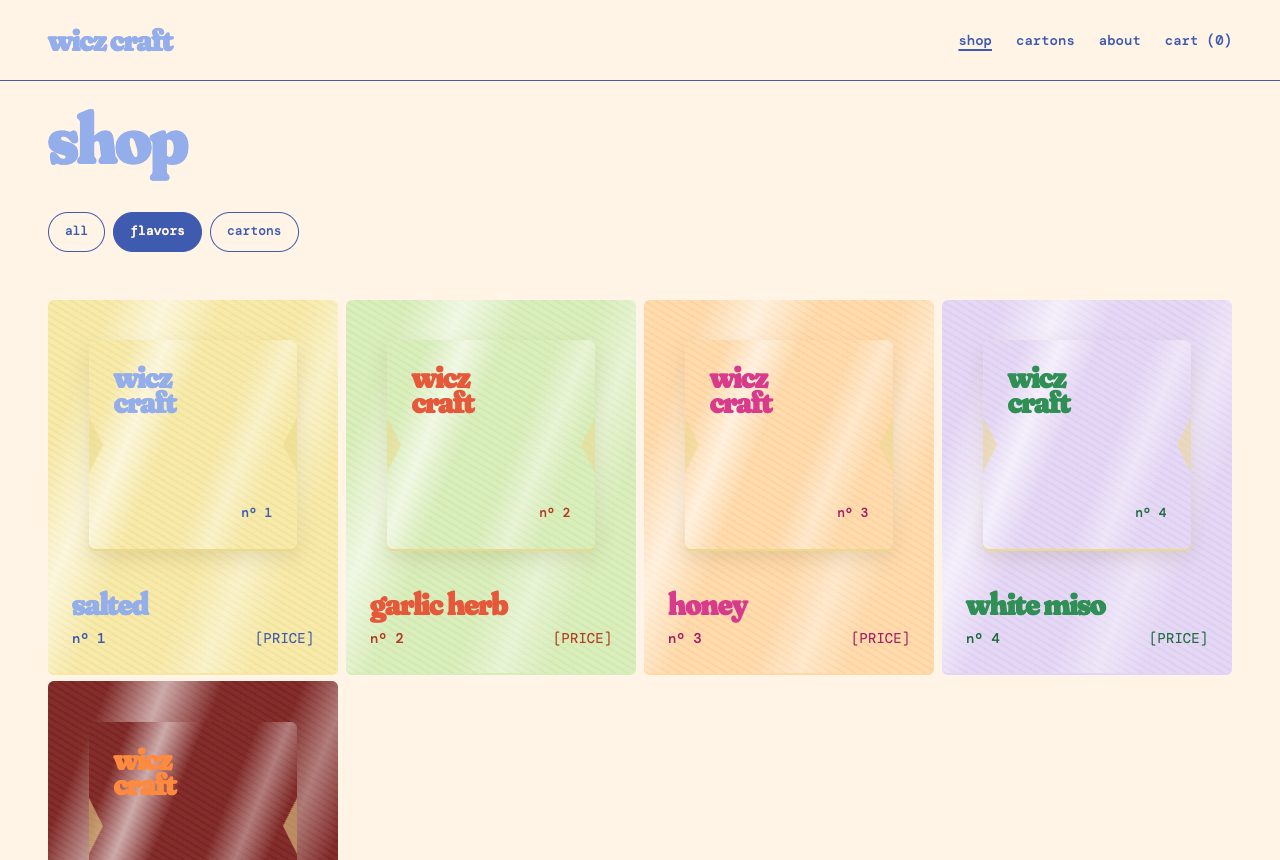 wicz craft
shop cartons about cart (0)
shop
all flavors cartons
wicz
craft
nº 1
salted
nº 1 [PRICE]
wicz
craft
nº 2
garlic herb
nº 2 [PRICE]
wicz
craft
nº 3
honey
nº 3 [PRICE]
wicz
craft
nº 4
white miso
nº 4 [PRICE]
wicz
craft